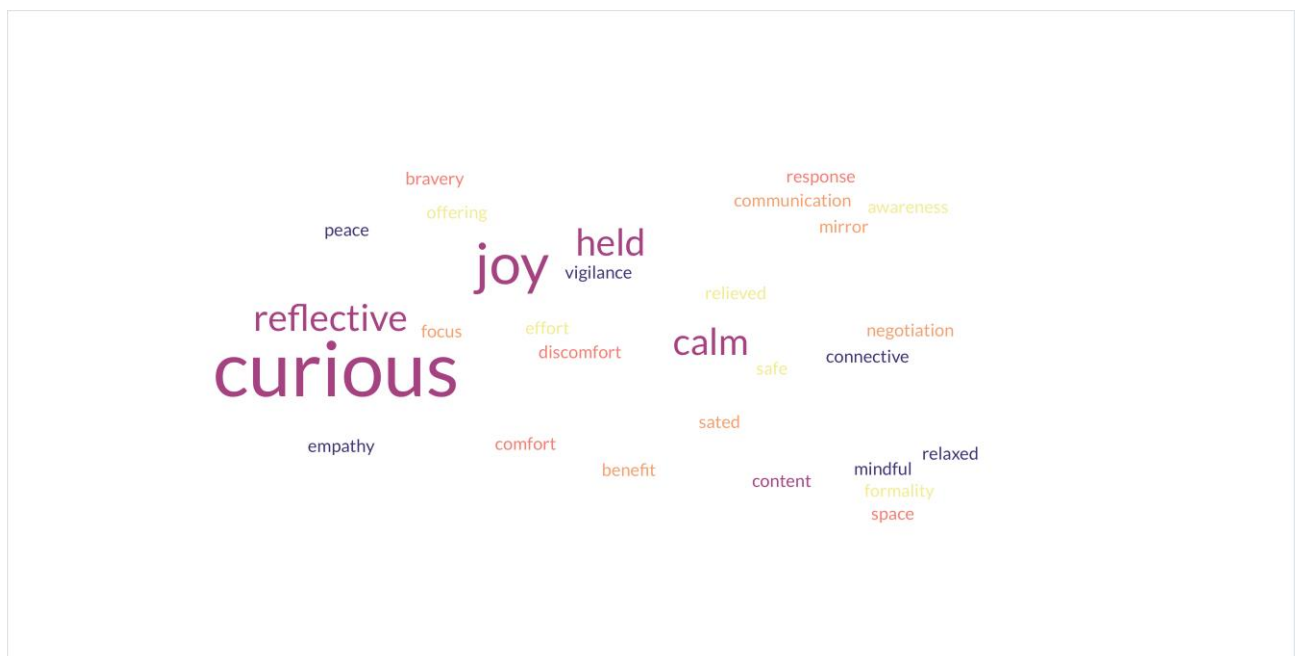 bravery
response
communication
awareness
offering
mirror
peace
held
joy
vigilance
relieved
reflective
focus
effort
negotiation
calm
discomfort
connective
curious
safe
sated
empathy
comfort
relaxed
benefit
mindful
content
formality
space